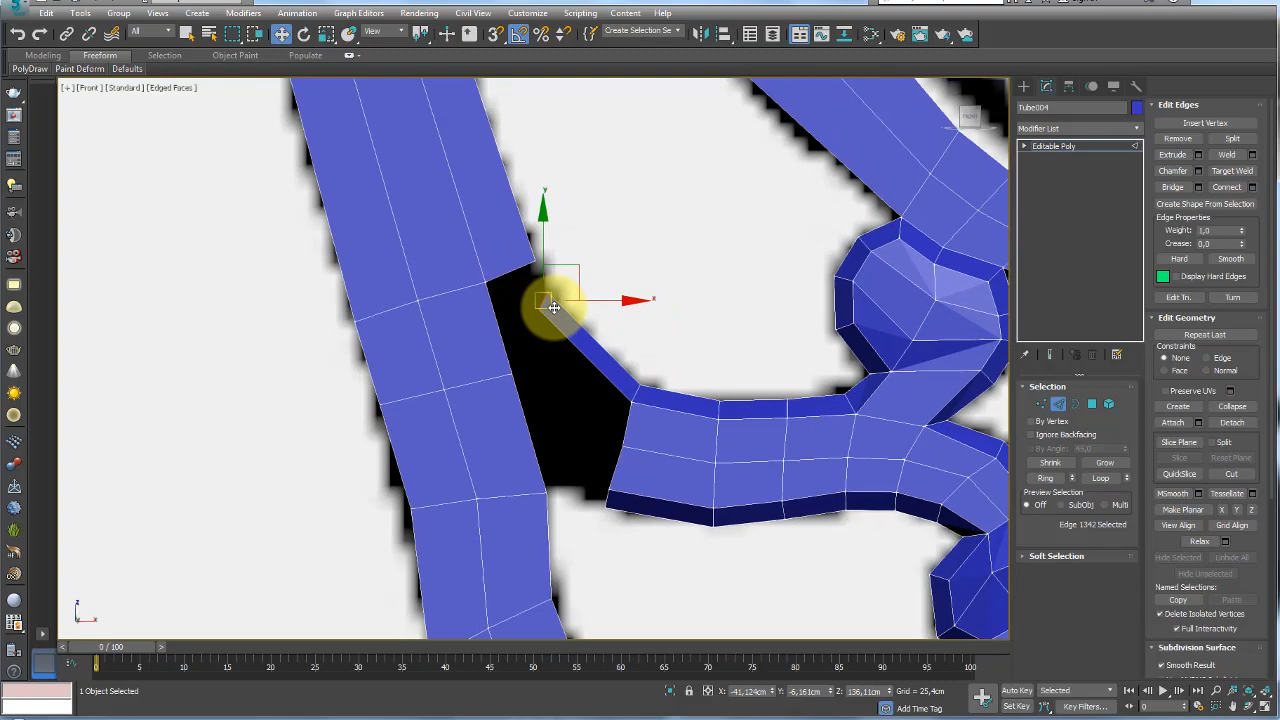 Edit Tools Group Views Create Modifiers Animation Graph Editors Rendering Civil View Customize Scripting Content Help
All View Create Selection Se
Modeling Freeform Selection Object Paint Populate
PolyDraw Paint Deform Defaults
[+] [Front] [Standard] [Edged Faces]
FRONT
y
x
z
x
Tube004
Modifier List
Editable Poly
Selection
By Vertex
Ignore Backfacing
By Angle: 45,0
Shrink Grow
Ring Loop
Preview Selection
Off SubObj Multi
Edge 1342 Selected
Soft Selection
Edit Edges
Insert Vertex
Remove Split
Extrude Weld
Chamfer Target Weld
Bridge Connect
Create Shape From Selection
Edge Properties
Weight: 1,0
Crease: 0,0
Hard Smooth
Display Hard Edges
Edit Tri. Turn
Edit Geometry
Repeat Last
Constraints
None Edge
Face Normal
Preserve UVs
Create Collapse
Attach Detach
Slice Plane Split
Slice Reset Plane
QuickSlice Cut
MSmooth Tessellate
Make Planar X Y Z
View Align Grid Align
Relax
Hide Selected Unhide All
Hide Unselected
Named Selections:
Copy Paste
Delete Isolated Vertices
Full Interactivity
Subdivision Surface
Smooth Result
0 / 100
0 5 10 15 20 25 30 35 40 45 50 55 60 65 70 75 80 85 90 95 100
1 Object Selected X: -41,124cm Y: -6,161cm Z: 136,11cm Grid = 25,4cm
Add Time Tag
Auto Key Selected
Set Key Key Filters... 0